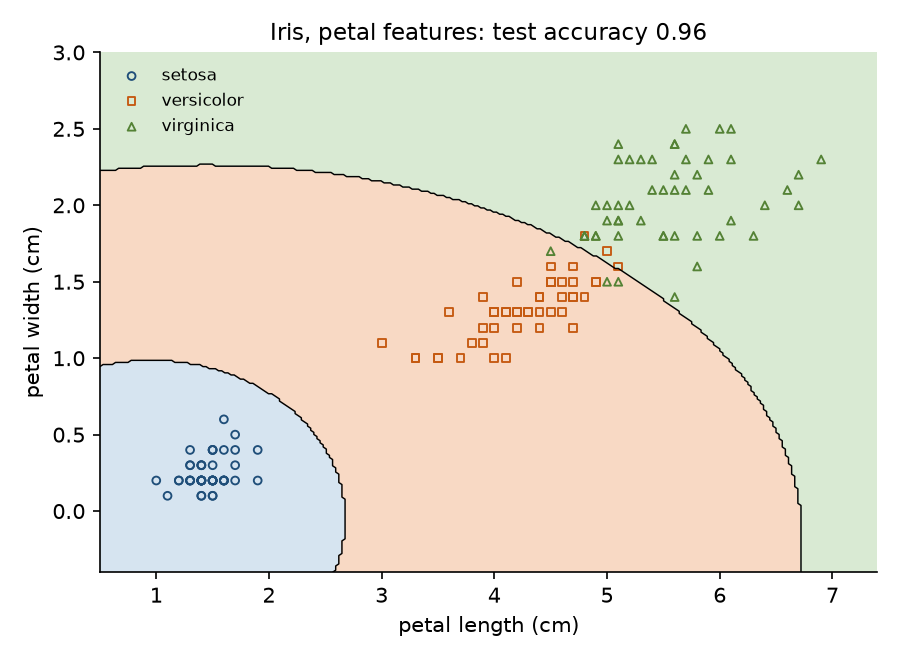 Iris, petal features: test accuracy 0.96
3.0
2.5
2.0
1.5
1.0
0.5
0.0
petal width (cm)
setosa
versicolor
virginica
1 2 3 4 5 6 7
petal length (cm)